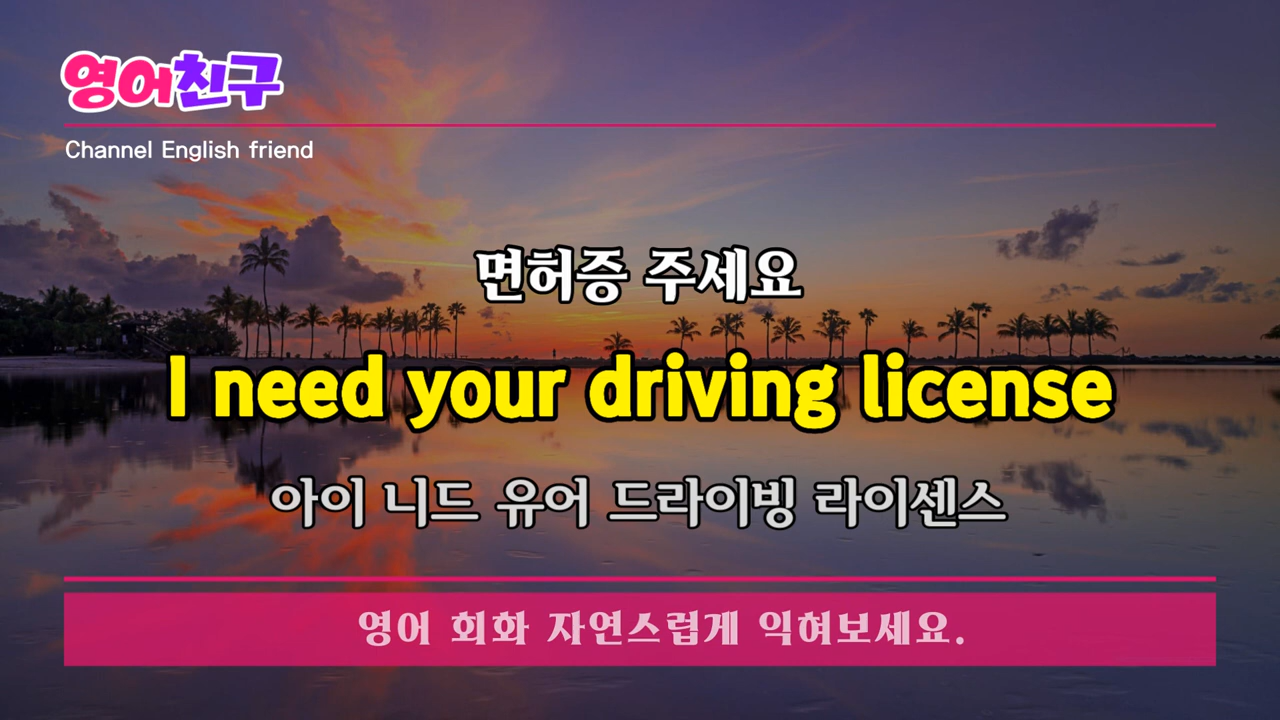 영어친구
Channel English friend
면허증 주세요
I need your driving license
아이 니드 유어 드라이빙 라이센스
영어 회화 자연스럽게 익혀보세요.